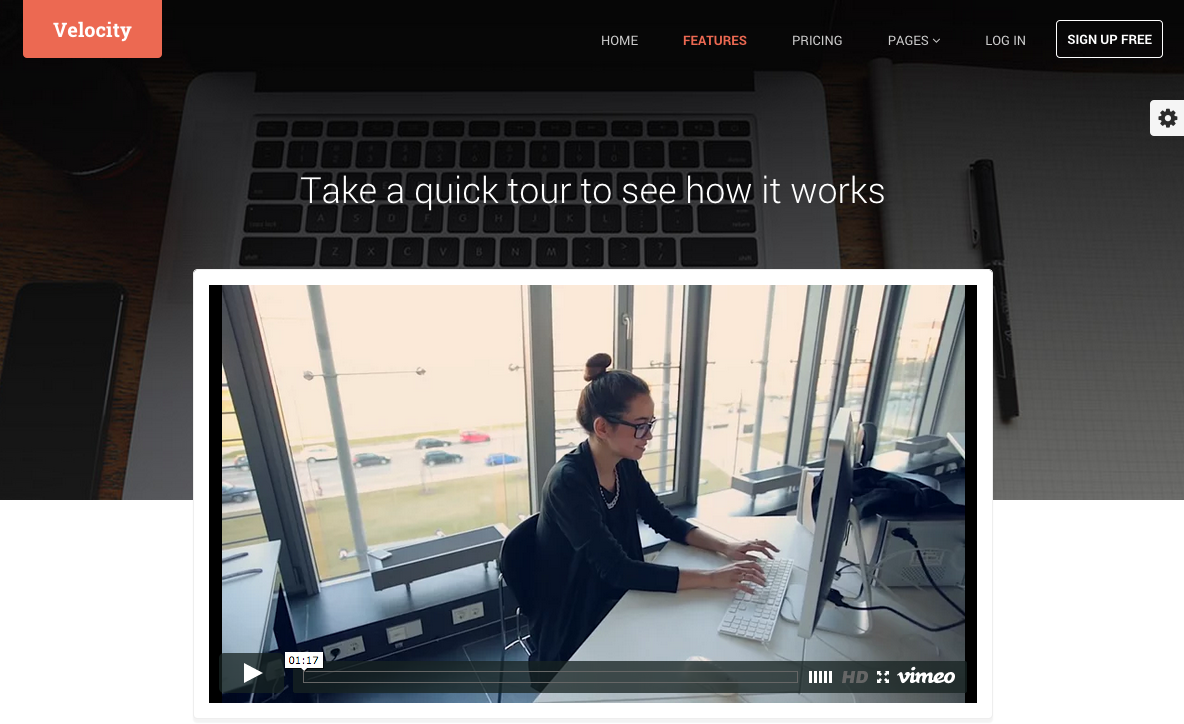 Velocity
HOME
FEATURES
PRICING
PAGES
LOG IN
SIGN UP FREE
Take a quick tour to see how it works
01:17
HD
vimeo